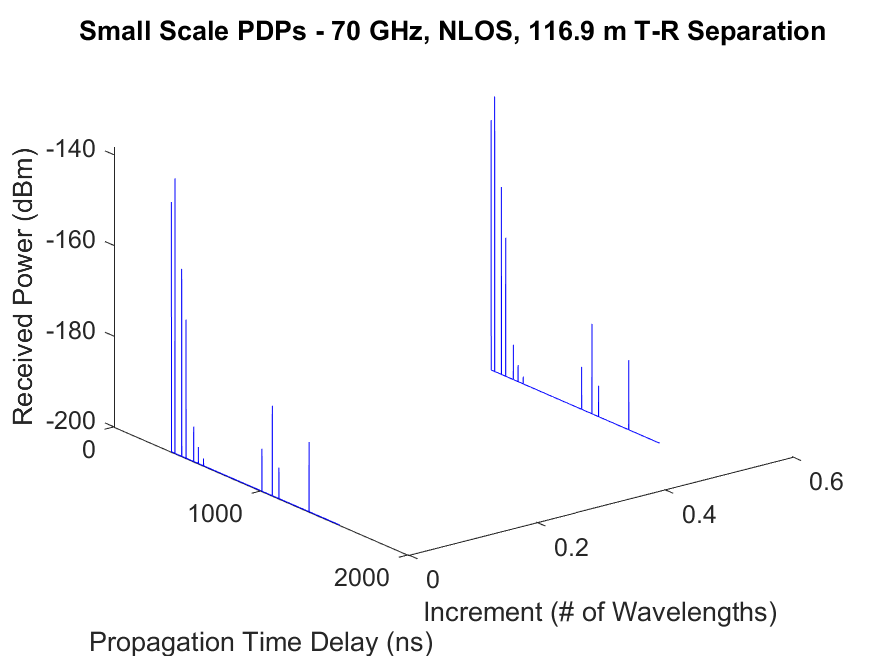 Small Scale PDPs - 70 GHz, NLOS, 116.9 m T-R Separation
Received Power (dBm)
-140
-160
-180
-200
0
1000
2000
Propagation Time Delay (ns)
0
0.2
0.4
0.6
Increment (# of Wavelengths)